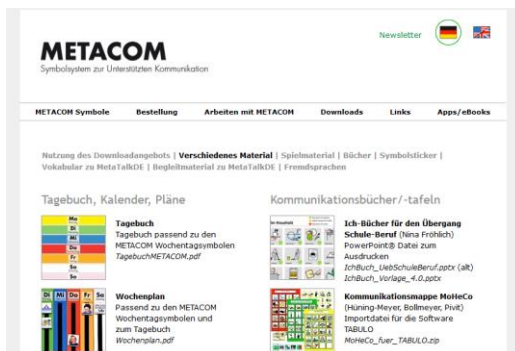 Newsletter
METACOM
Symbolsystem zur Unterstützten Kommunikation
METACOM Symbole Bestellung Arbeiten mit METACOM Downloads Links Apps/eBooks
Nutzung des Downloadangebots | Verschiedenes Material | Spielmaterial | Bücher | Symbolsticker |
Vokabular zu MetaTalkDE | Begleitmaterial zu MetaTalkDE | Fremdsprachen
Tagebuch, Kalender, Pläne
Mo
Di
Mi
Do
Fr
Sa
So
Tagebuch
Tagebuch passend zu den
METACOM Wochentagsymbolen
TagebuchMETACOM.pdf
Di Mi Do Fr Sa
Wochenplan
Passend zu den METACOM
Wochentagsymbolen und
zum Tagebuch
Wochenplan.pdf
Kommunikationsbücher/-tafeln
Ich-Bücher für den Übergang
Schule-Beruf (Nina Fröhlich)
PowerPoint® Datei zum
Ausdrucken
IchBuch_UebSchuleBeruf.pptx (alt)
IchBuch_Vorlage_4.0.pptx
Kommunikationsmappe MoHeCo
(Hüning-Meyer, Bollmeyer, Pivit)
Importdatei für die Software
TABULO
MoHeCo_fuer_TABULO.zip